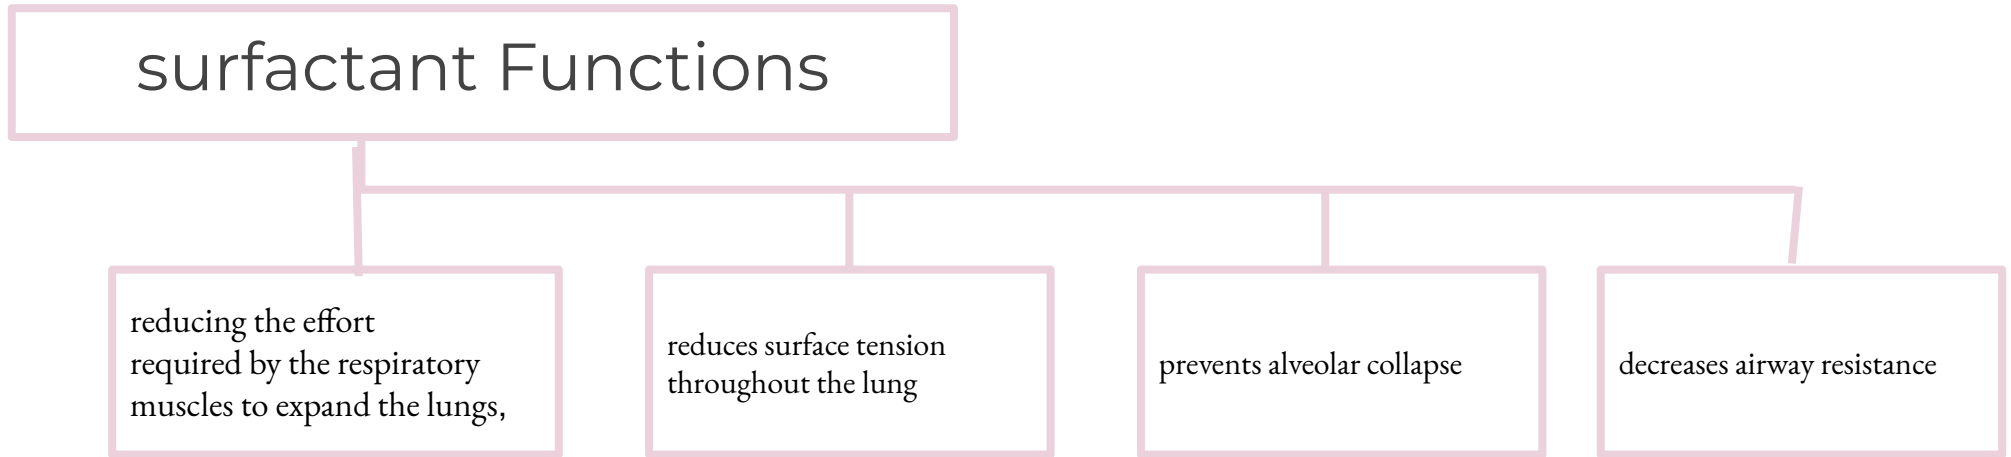 surfactant Functions
reducing the effort
required by the respiratory
muscles to expand the lungs,
reduces surface tension
throughout the lung
prevents alveolar collapse
decreases airway resistance